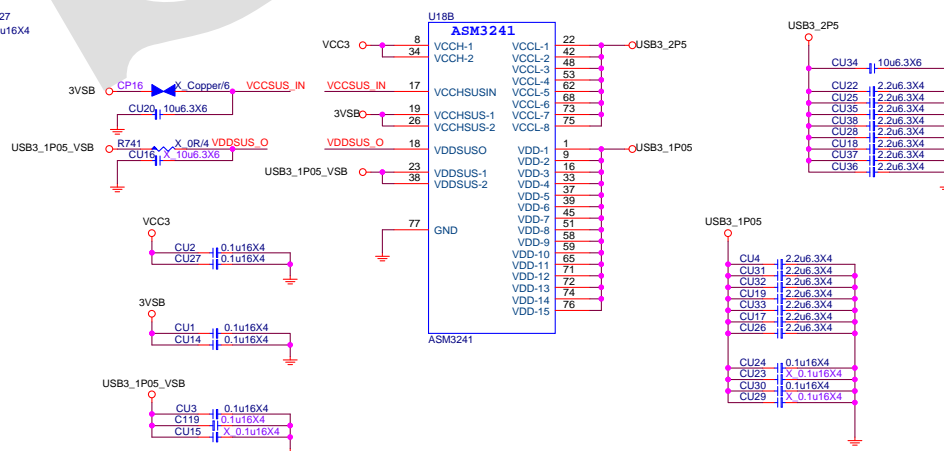 27
u16X4
U18B
ASM3241
VCC3
8
34
VCCH-1
VCCH-2
3VSB
CP16
X_Copper/6
VCCSUS_IN
CU20
10u6.3X6
VCCSUS_IN
17
VCCHSUSIN
3VSB
19
26
VCCHSUS-1
VCCHSUS-2
USB3_1P05_VSB
R741
X_0R/4
VDDSUS_O
CU16
X_10u6.3X6
VDDSUS_O
18
VDDSUSO
USB3_1P05_VSB
23
38
VDDSUS-1
VDDSUS-2
77
GND
VCCL-1
22
VCCL-2
42
VCCL-3
48
VCCL-4
53
VCCL-5
62
VCCL-6
68
VCCL-7
73
VCCL-8
75
USB3_2P5
VDD-1
1
VDD-2
9
VDD-3
16
VDD-4
33
VDD-5
37
VDD-6
39
VDD-7
45
VDD-8
51
VDD-9
58
VDD-10
59
VDD-11
65
VDD-12
71
VDD-13
72
VDD-14
74
VDD-15
76
USB3_1P05
ASM3241
VCC3
CU2
0.1u16X4
CU27
0.1u16X4
3VSB
CU1
0.1u16X4
CU14
0.1u16X4
USB3_1P05_VSB
CU3
0.1u16X4
C119
0.1u16X4
CU15
X_0.1u16X4
USB3_2P5
CU34
10u6.3X6
CU22
2.2u6.3X4
CU25
2.2u6.3X4
CU35
2.2u6.3X4
CU38
2.2u6.3X4
CU28
2.2u6.3X4
CU18
2.2u6.3X4
CU37
2.2u6.3X4
CU36
2.2u6.3X4
USB3_1P05
CU4
2.2u6.3X4
CU31
2.2u6.3X4
CU32
2.2u6.3X4
CU19
2.2u6.3X4
CU33
2.2u6.3X4
CU17
2.2u6.3X4
CU26
2.2u6.3X4
CU24
0.1u16X4
CU23
X_0.1u16X4
CU30
0.1u16X4
CU29
X_0.1u16X4